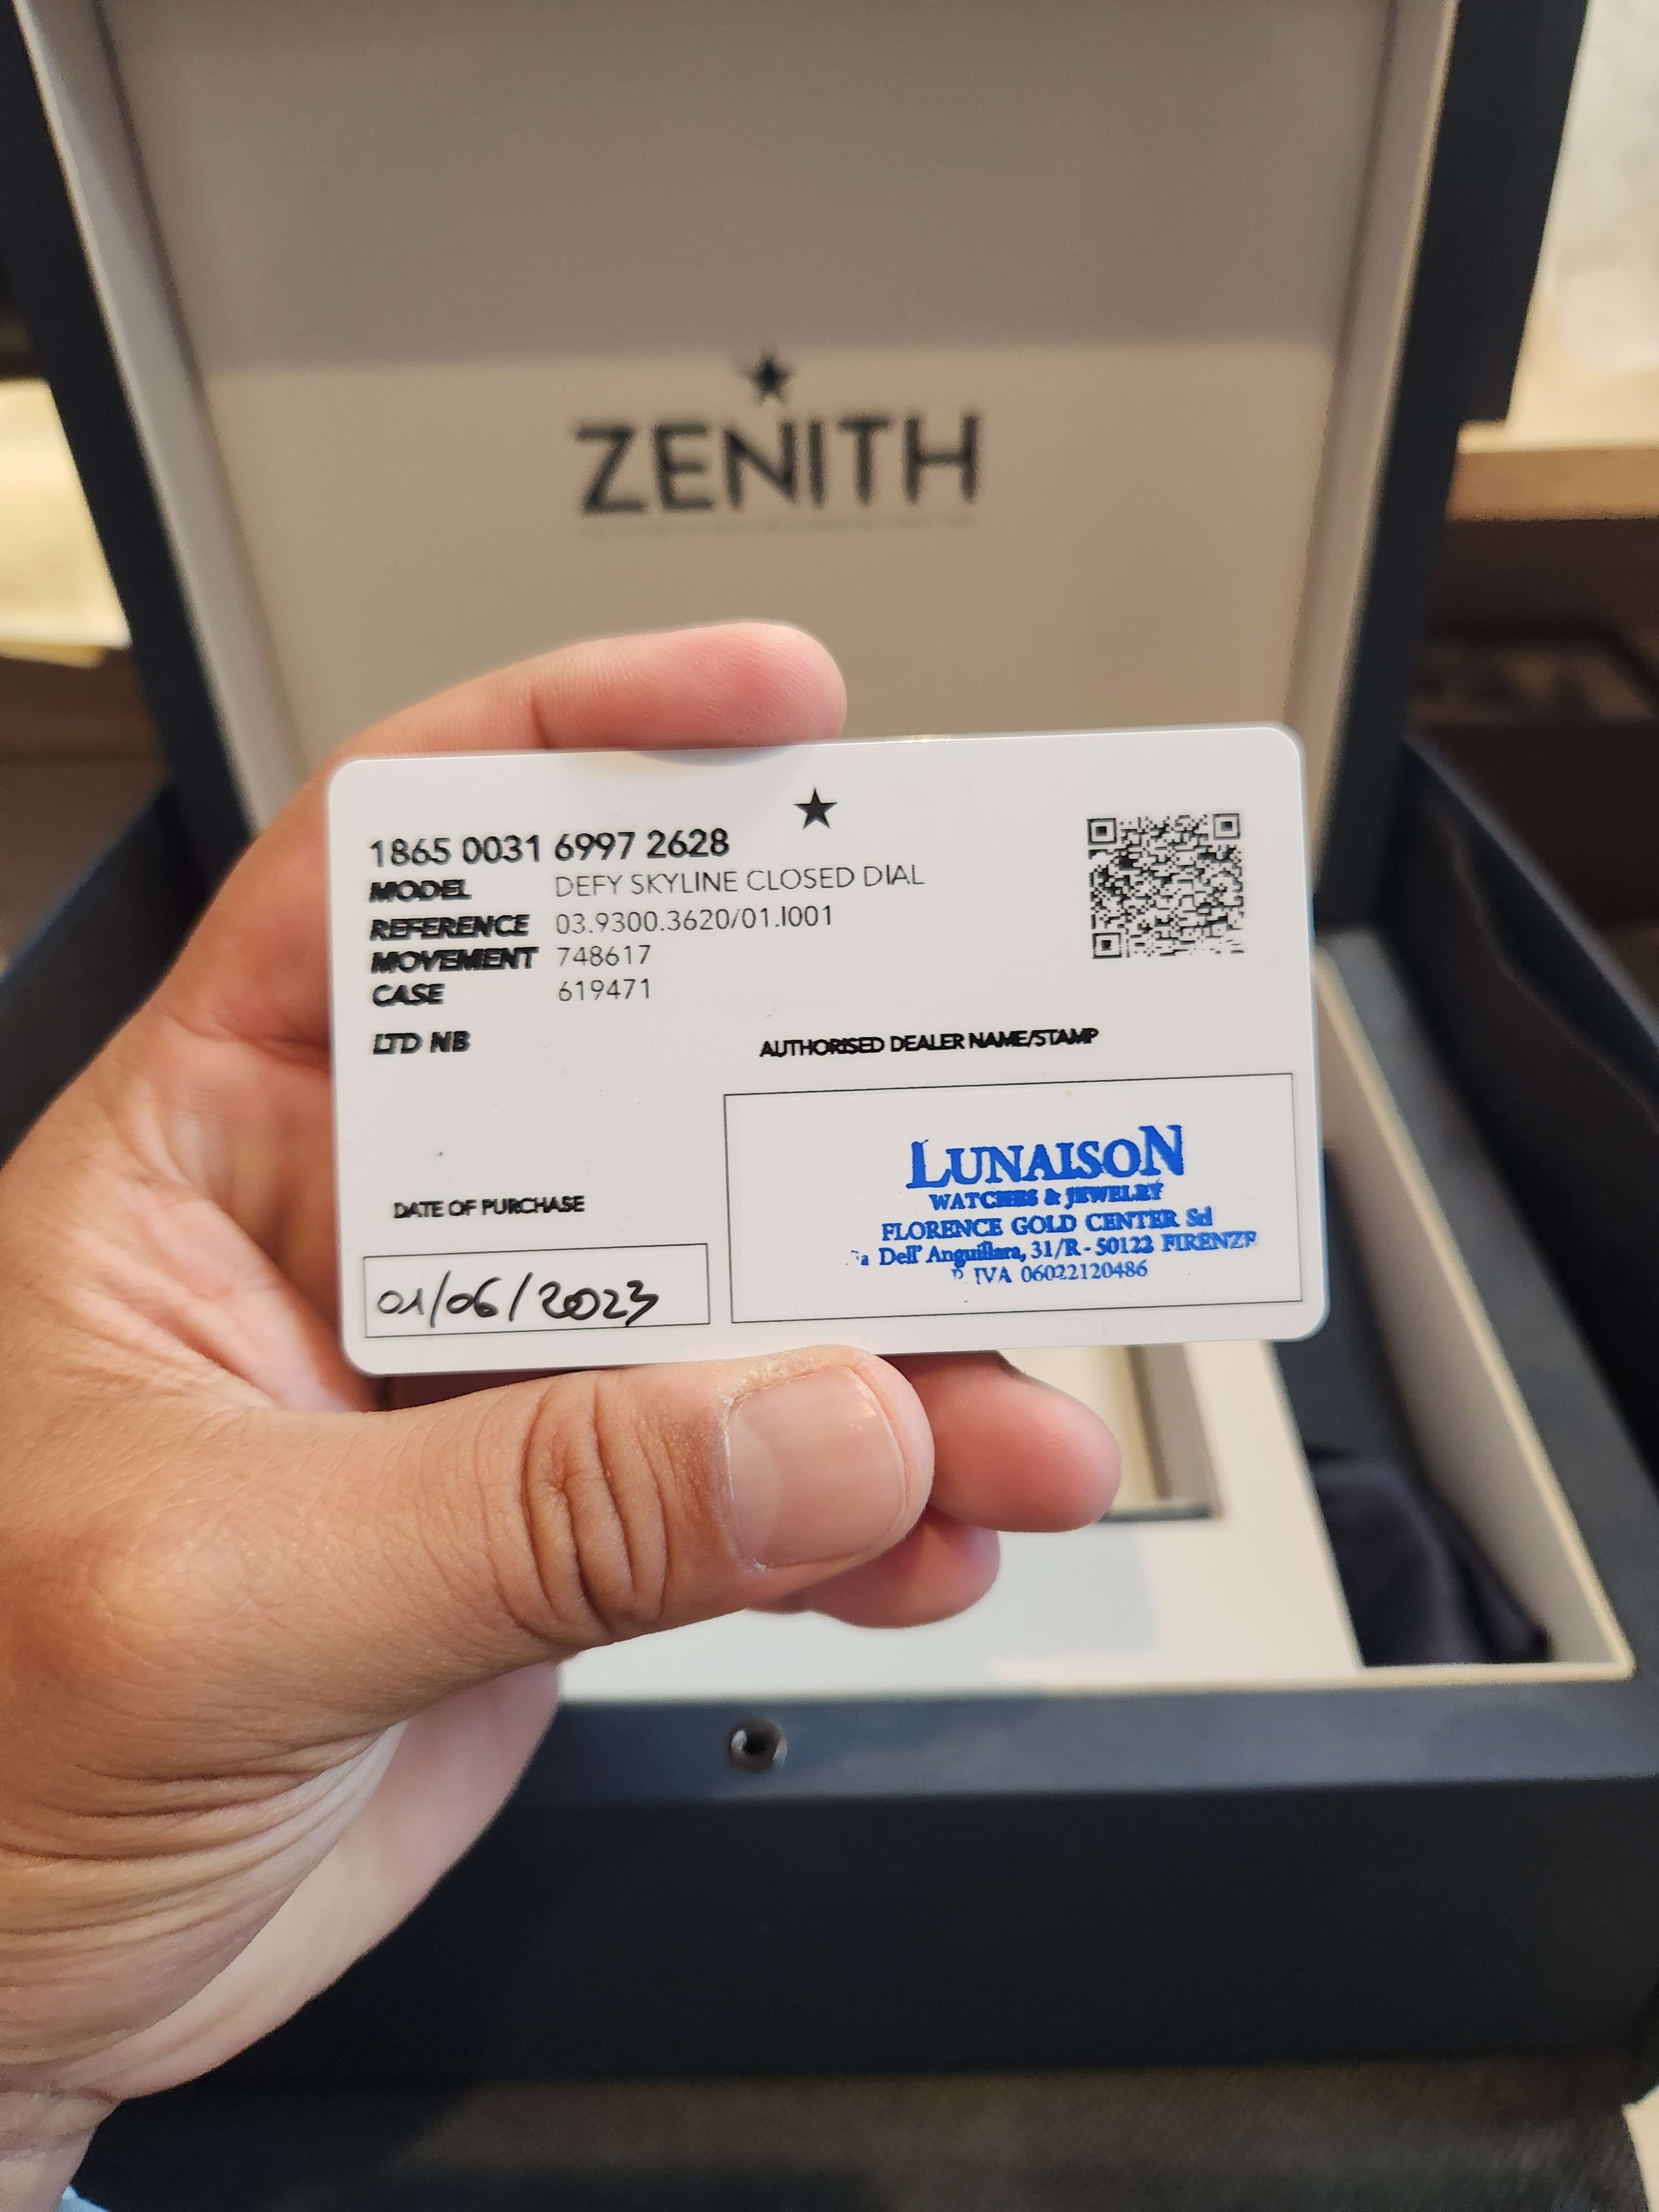 ZENITH
1865 0031 6997 2628
MODEL DEFY SKYLINE CLOSED DIAL
REFERENCE 03.9300.3620/01.I001
MOVEMENT 748617
CASE 619471
LTD NB
AUTHORISED DEALER NAME/STAMP
LUNAISON
WATCHES & JEWELRY
FLORENCE GOLD CENTER Srl
Dell' Anguillara, 31/R - 50122 FIRENZE
P. IVA 06022120486
DATE OF PURCHASE
01/06/2023